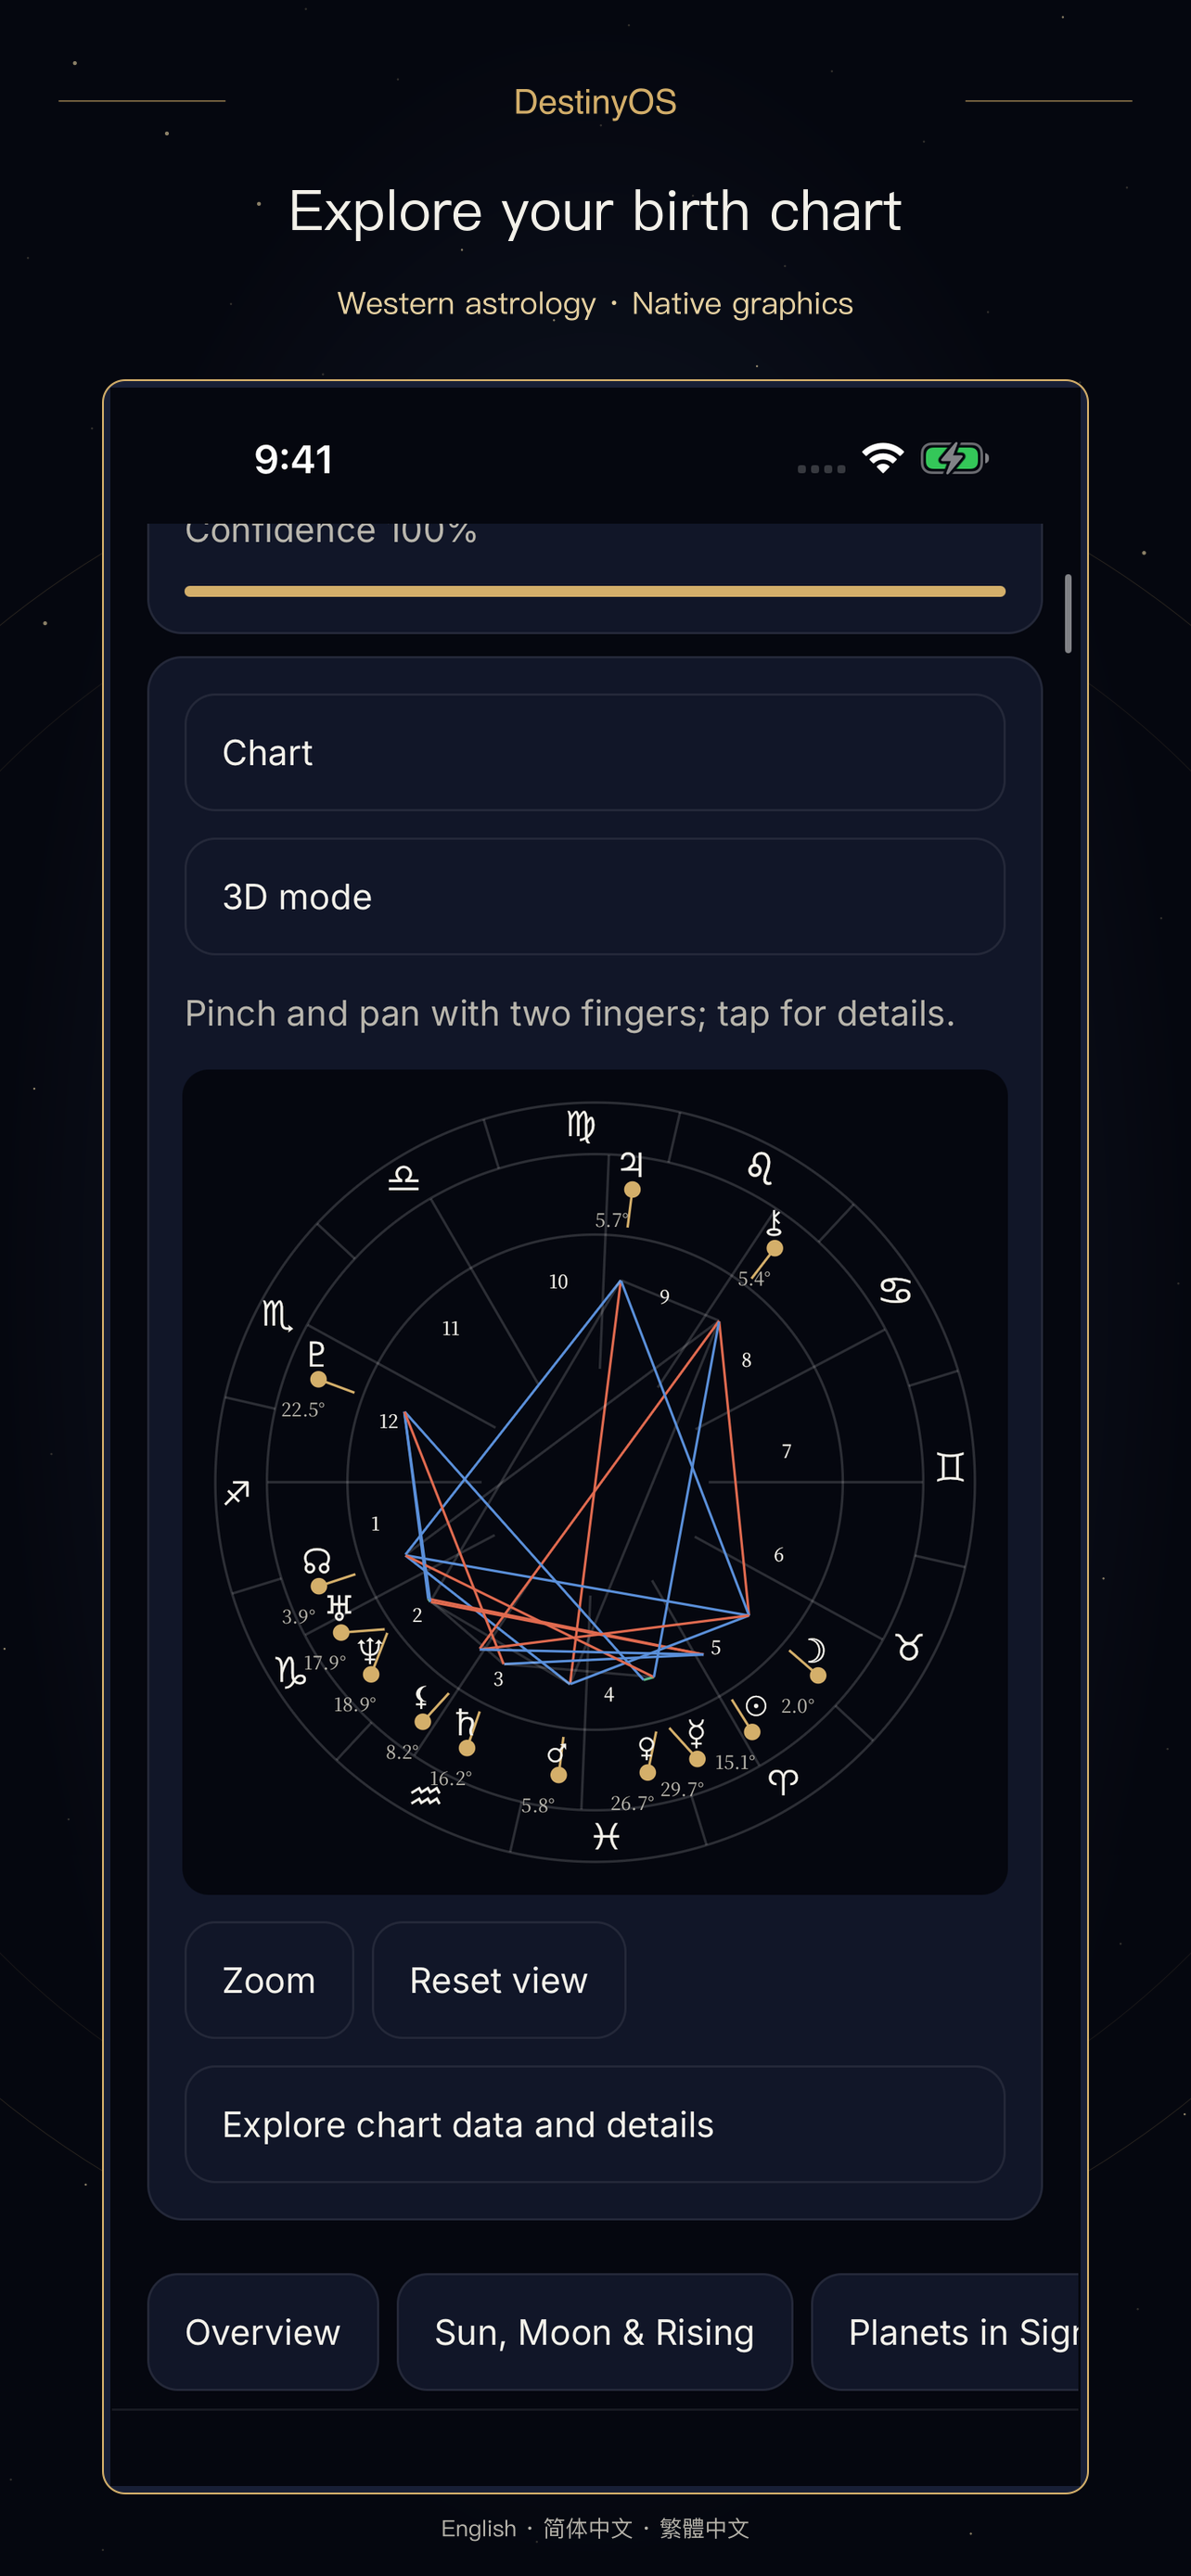 DestinyOS
Explore your birth chart
Western astrology · Native graphics
9:41
Confidence 100%
Chart
3D mode
Pinch and pan with two fingers; tap for details.
♍
♎ ♃ ♌
5.7° ⚷
10 9 5.4° ♋
♏ 11
♇ 8
22.5° 12 7
♐ ♊
1 6
☊
3.9° ♅ 2 5 ♉
♑ 17.9° ♆ 3 4 ☽
18.9° ⚸ ☉ 2.0°
8.2° ♄ ♂ ♀ ☿ 15.1°
♒ 16.2° 5.8° 26.7° 29.7° ♈
♓
Zoom Reset view
Explore chart data and details
Overview Sun, Moon & Rising Planets in Sign
English · 简体中文 · 繁體中文